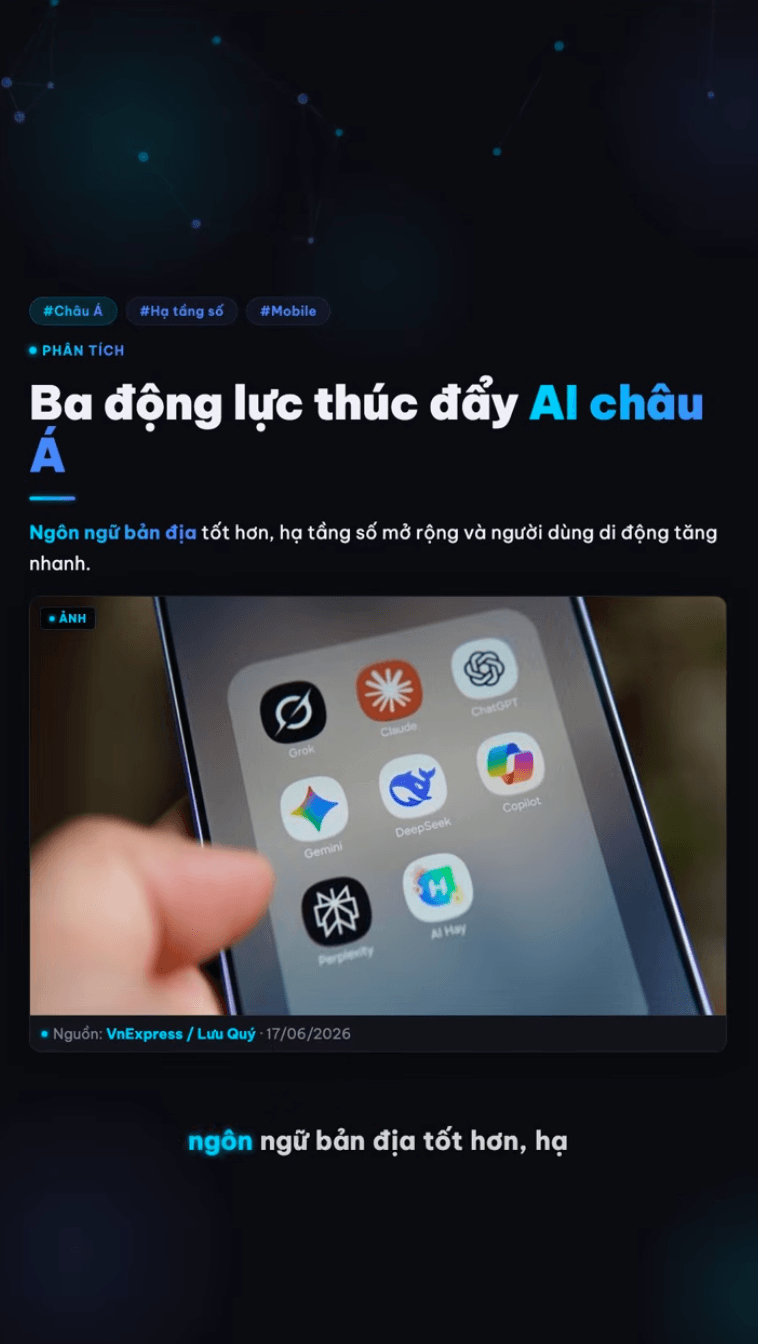 #Châu Á #Hạ tầng số #Mobile
PHÂN TÍCH
Ba động lực thúc đẩy AI châu
Á
Ngôn ngữ bản địa tốt hơn, hạ tầng số mở rộng và người dùng di động tăng
nhanh.
ẢNH
Grok Claude ChatGPT
Gemini DeepSeek Copilot
Perplexity AI Hay
Nguồn: VnExpress / Lưu Quý · 17/06/2026
ngôn ngữ bản địa tốt hơn, hạ